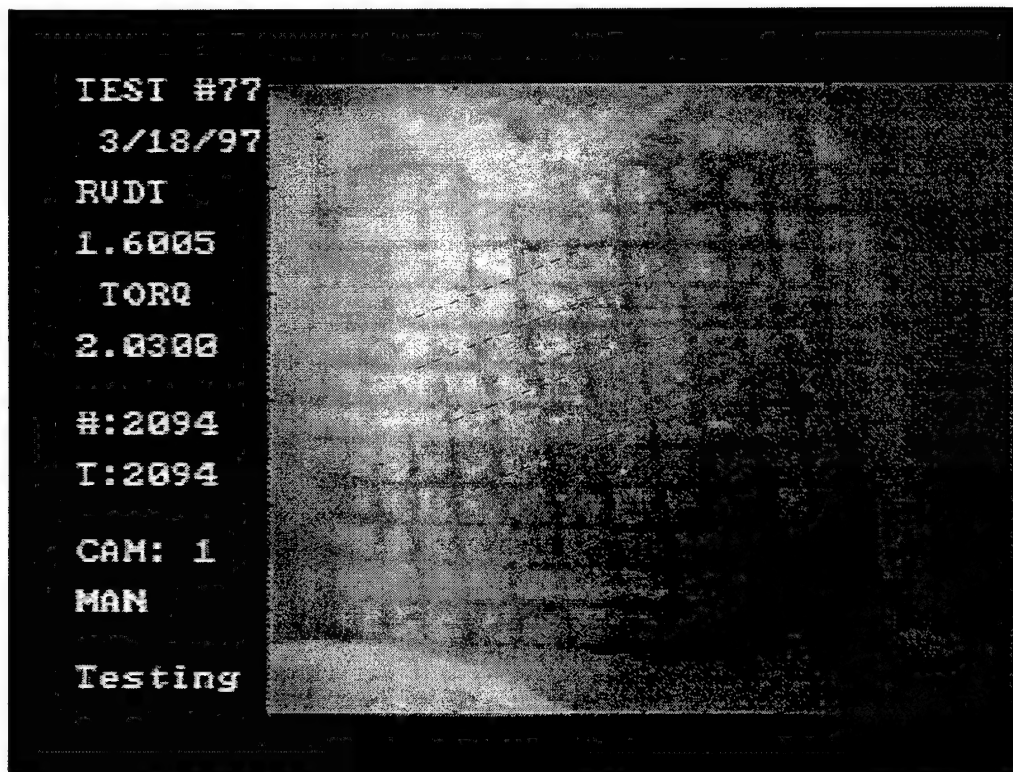 TEST #77
3/18/97
RVDT
1.6005
TORQ
2.0300
#:2094
T:2094
CAM: 1
MAN
Testing